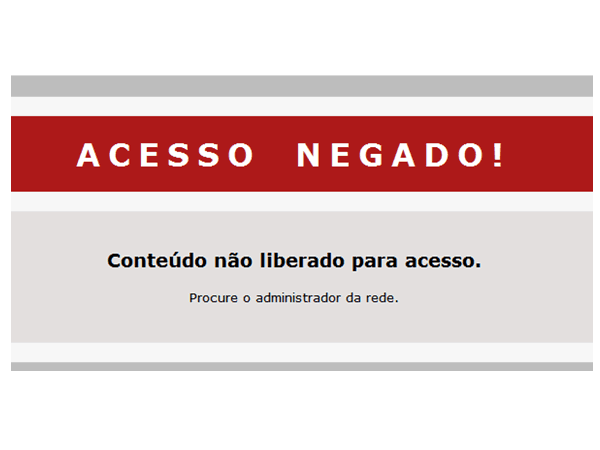 ACESSO NEGADO!
Conteúdo não liberado para acesso.
Procure o administrador da rede.